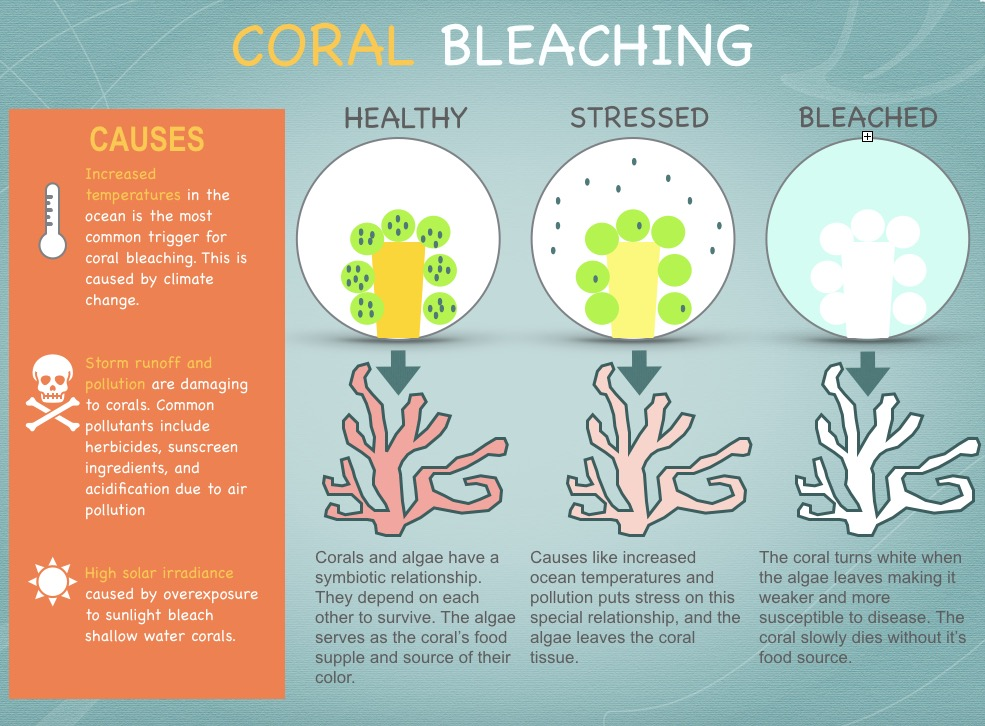 CORAL BLEACHING
CAUSES
Increased
temperatures in the
ocean is the most
common trigger for
coral bleaching. This is
caused by climate
change.
Storm runoff and
pollution are damaging
to corals. Common
pollutants include
herbicides, sunscreen
ingredients, and
acidification due to air
pollution
High solar irradiance
caused by overexposure
to sunlight bleach
shallow water corals.
HEALTHY
Corals and algae have a
symbiotic relationship.
They depend on each
other to survive. The algae
serves as the coral's food
supple and source of their
color.
STRESSED
Causes like increased
ocean temperatures and
pollution puts stress on this
special relationship, and the
algae leaves the coral
tissue.
BLEACHED
The coral turns white when
the algae leaves making it
weaker and more
susceptible to disease. The
coral slowly dies without it's
food source.